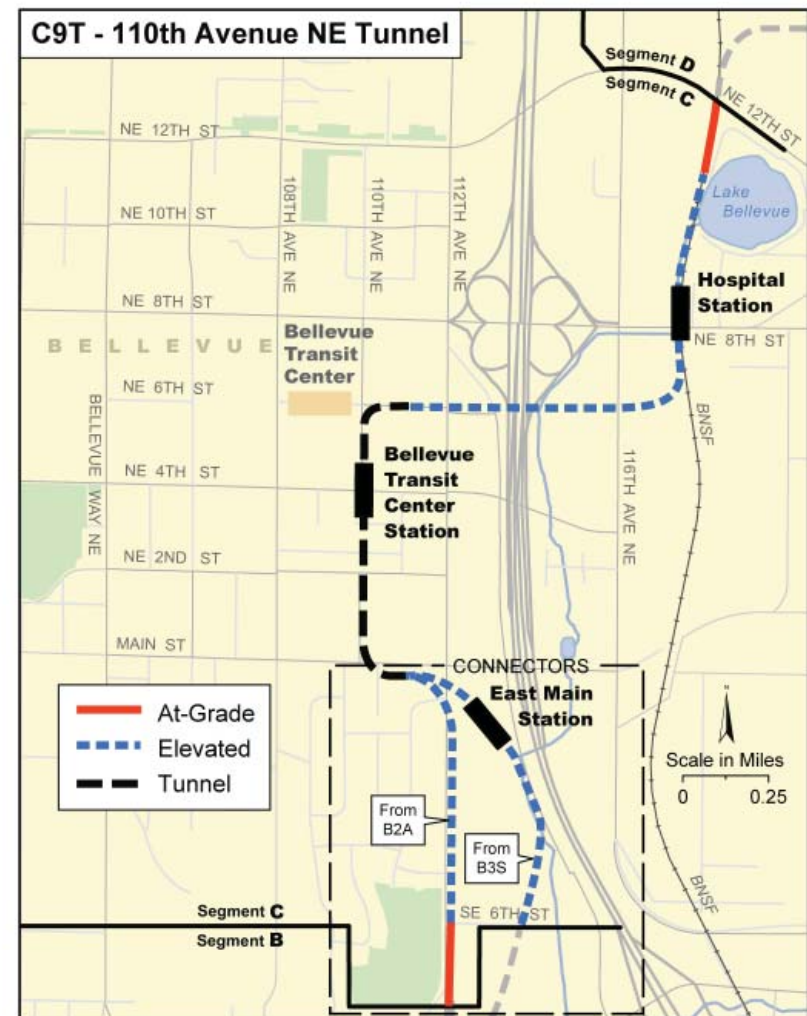 C9T - 110th Avenue NE Tunnel
Segment D
Segment C
NE 12TH ST
NE 12TH ST
108TH AVE NE
110TH AVE NE
112TH AVE NE
Lake
Bellevue
NE 10TH ST
Hospital
Station
NE 8TH ST
NE 8TH ST
BELLEVUE
Bellevue
Transit
Center
NE 6TH ST
BELLEVUE WAY NE
BNSF
Bellevue
Transit
Center
Station
NE 4TH ST
116TH AVE NE
NE 2ND ST
MAIN ST
CONNECTORS
East Main
Station
At-Grade
Elevated
Tunnel
N
Scale in Miles
0 0.25
From
B2A
From
B3S
BNSF
Segment C
Segment B
SE 6TH ST